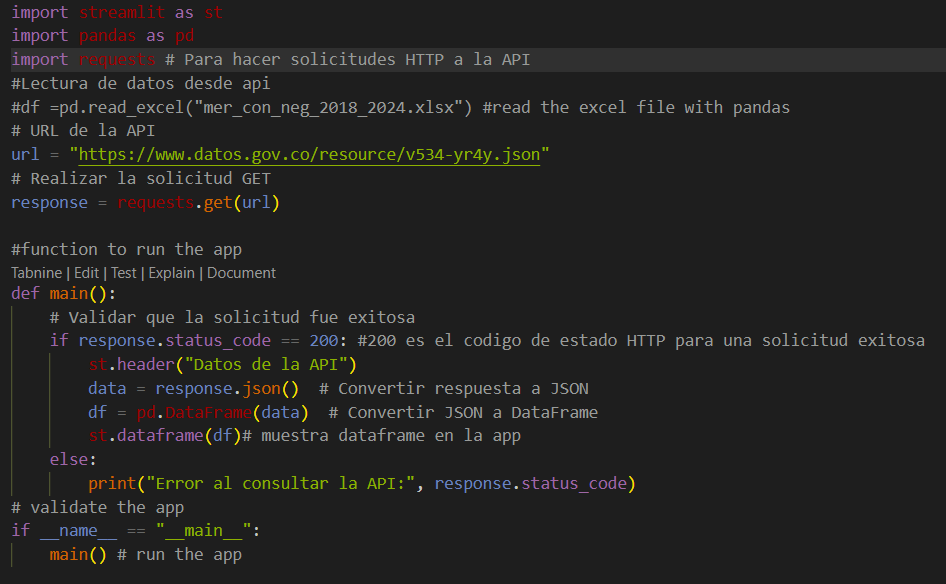 import streamlit as st
import pandas as pd
import requests # Para hacer solicitudes HTTP a la API
#Lectura de datos desde api
#df =pd.read_excel("mer_con_neg_2018_2024.xlsx") #read the excel file with pandas
# URL de la API
url = "https://www.datos.gov.co/resource/v534-yr4y.json"
# Realizar la solicitud GET
response = requests.get(url)
#function to run the app
Tabnine | Edit | Test | Explain | Document
def main():
    # Validar que la solicitud fue exitosa
    if response.status_code == 200: #200 es el codigo de estado HTTP para una solicitud exitosa
        st.header("Datos de la API")
        data = response.json()  # Convertir respuesta a JSON
        df = pd.DataFrame(data)  # Convertir JSON a DataFrame
        st.dataframe(df)# muestra dataframe en la app
    else:
        print("Error al consultar la API:", response.status_code)
# validate the app
if __name__ == "__main__":
    main() # run the app